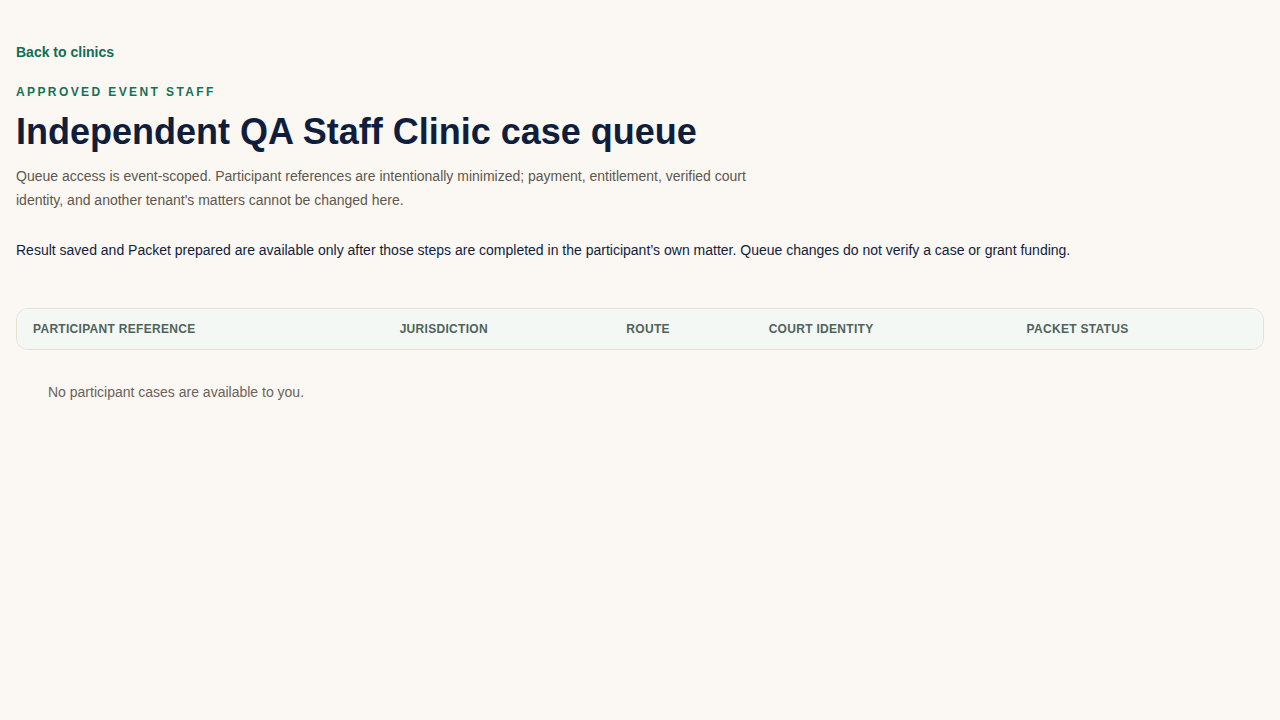 Back to clinics
APPROVED EVENT STAFF
Independent QA Staff Clinic case queue
Queue access is event-scoped. Participant references are intentionally minimized; payment, entitlement, verified court
identity, and another tenant's matters cannot be changed here.
Result saved and Packet prepared are available only after those steps are completed in the participant's own matter. Queue changes do not verify a case or grant funding.
PARTICIPANT REFERENCE JURISDICTION ROUTE COURT IDENTITY PACKET STATUS
No participant cases are available to you.